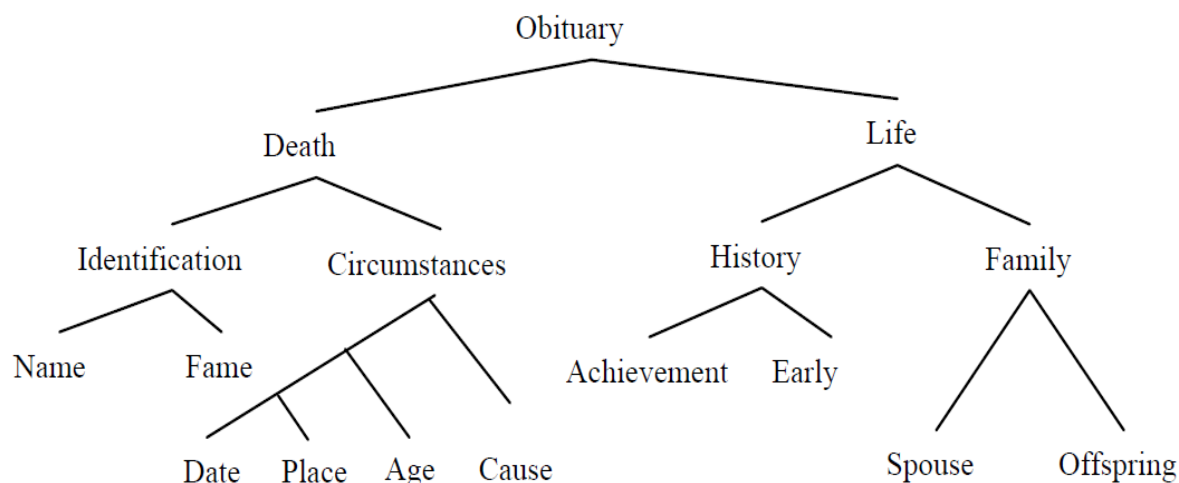 Obituary
Death
Life
Identification
Circumstances
History
Family
Name
Fame
Achievement
Early
Date
Place
Age
Cause
Spouse
Offspring